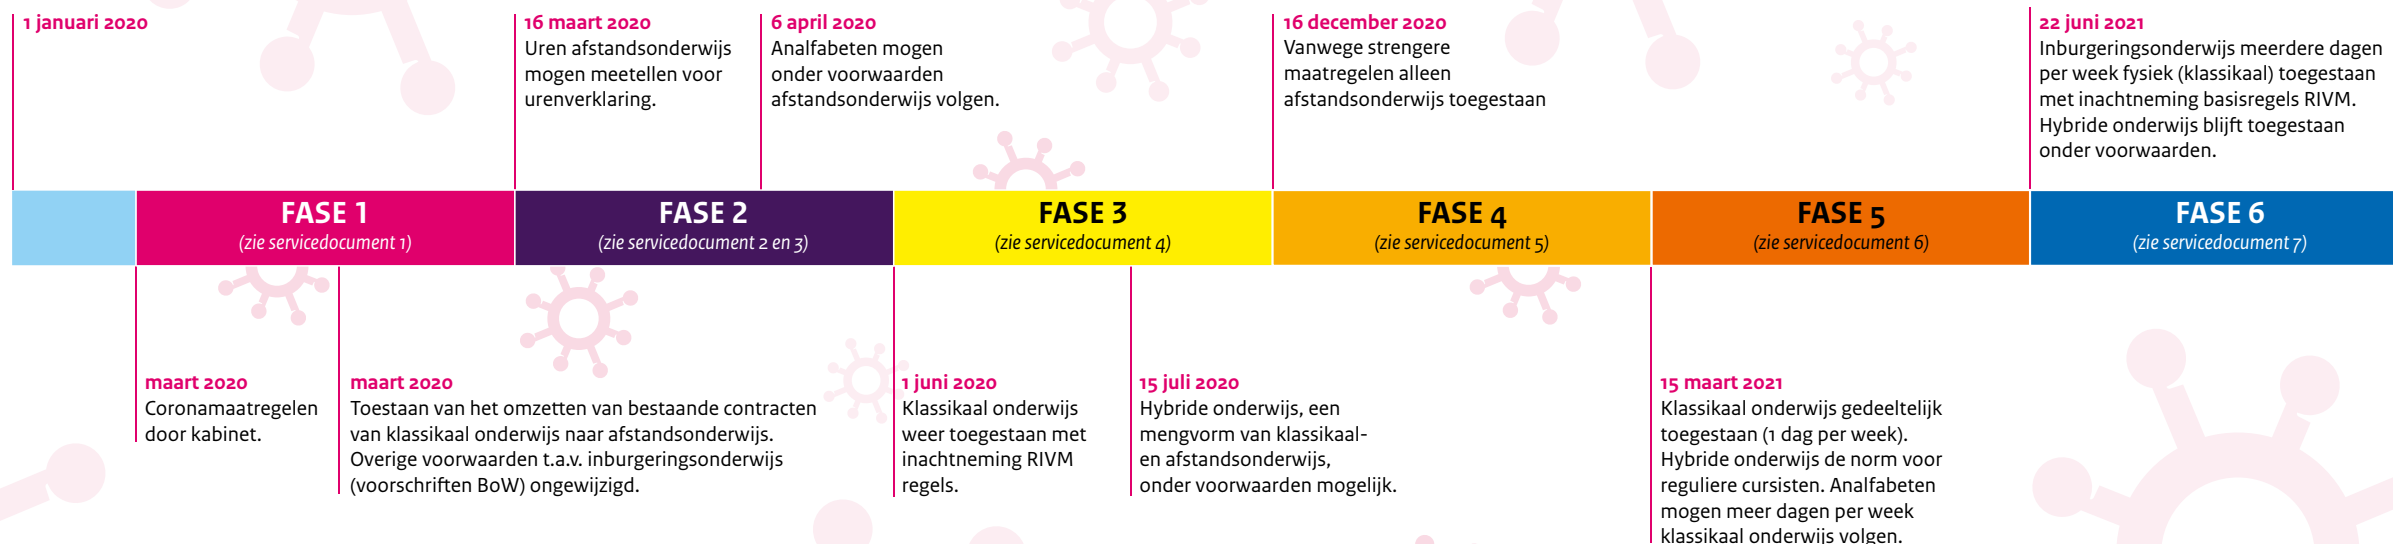 1 januari 2020
16 maart 2020
Uren afstandsonderwijs
mogen meetellen voor
urenverklaring.
6 april 2020
Analfabeten mogen
onder voorwaarden
afstandsonderwijs volgen.
16 december 2020
Vanwege strengere
maatregelen alleen
afstandsonderwijs toegestaan
22 juni 2021
Inburgeringsonderwijs meerdere dagen
per week fysiek (klassikaal) toegestaan
met inachtneming basisregels RIVM.
Hybride onderwijs blijft toegestaan
onder voorwaarden.
FASE 1
(zie servicedocument 1)
FASE 2
(zie servicedocument 2 en 3)
FASE 3
(zie servicedocument 4)
FASE 4
(zie servicedocument 5)
FASE 5
(zie servicedocument 6)
FASE 6
(zie servicedocument 7)
maart 2020
Coronamaatregelen
door kabinet.
maart 2020
Toestaan van het omzetten van bestaande contracten
van klassikaal onderwijs naar afstandsonderwijs.
Overige voorwaarden t.a.v. inburgeringsonderwijs
(voorschriften BoW) ongewijzigd.
1 juni 2020
Klassikaal onderwijs
weer toegestaan met
inachtneming RIVM
regels.
15 juli 2020
Hybride onderwijs, een
mengvorm van klassikaal-
en afstandsonderwijs,
onder voorwaarden mogelijk.
15 maart 2021
Klassikaal onderwijs gedeeltelijk
toegestaan (1 dag per week).
Hybride onderwijs de norm voor
reguliere cursisten. Analfabeten
mogen meer dagen per week
klassikaal onderwijs volgen.